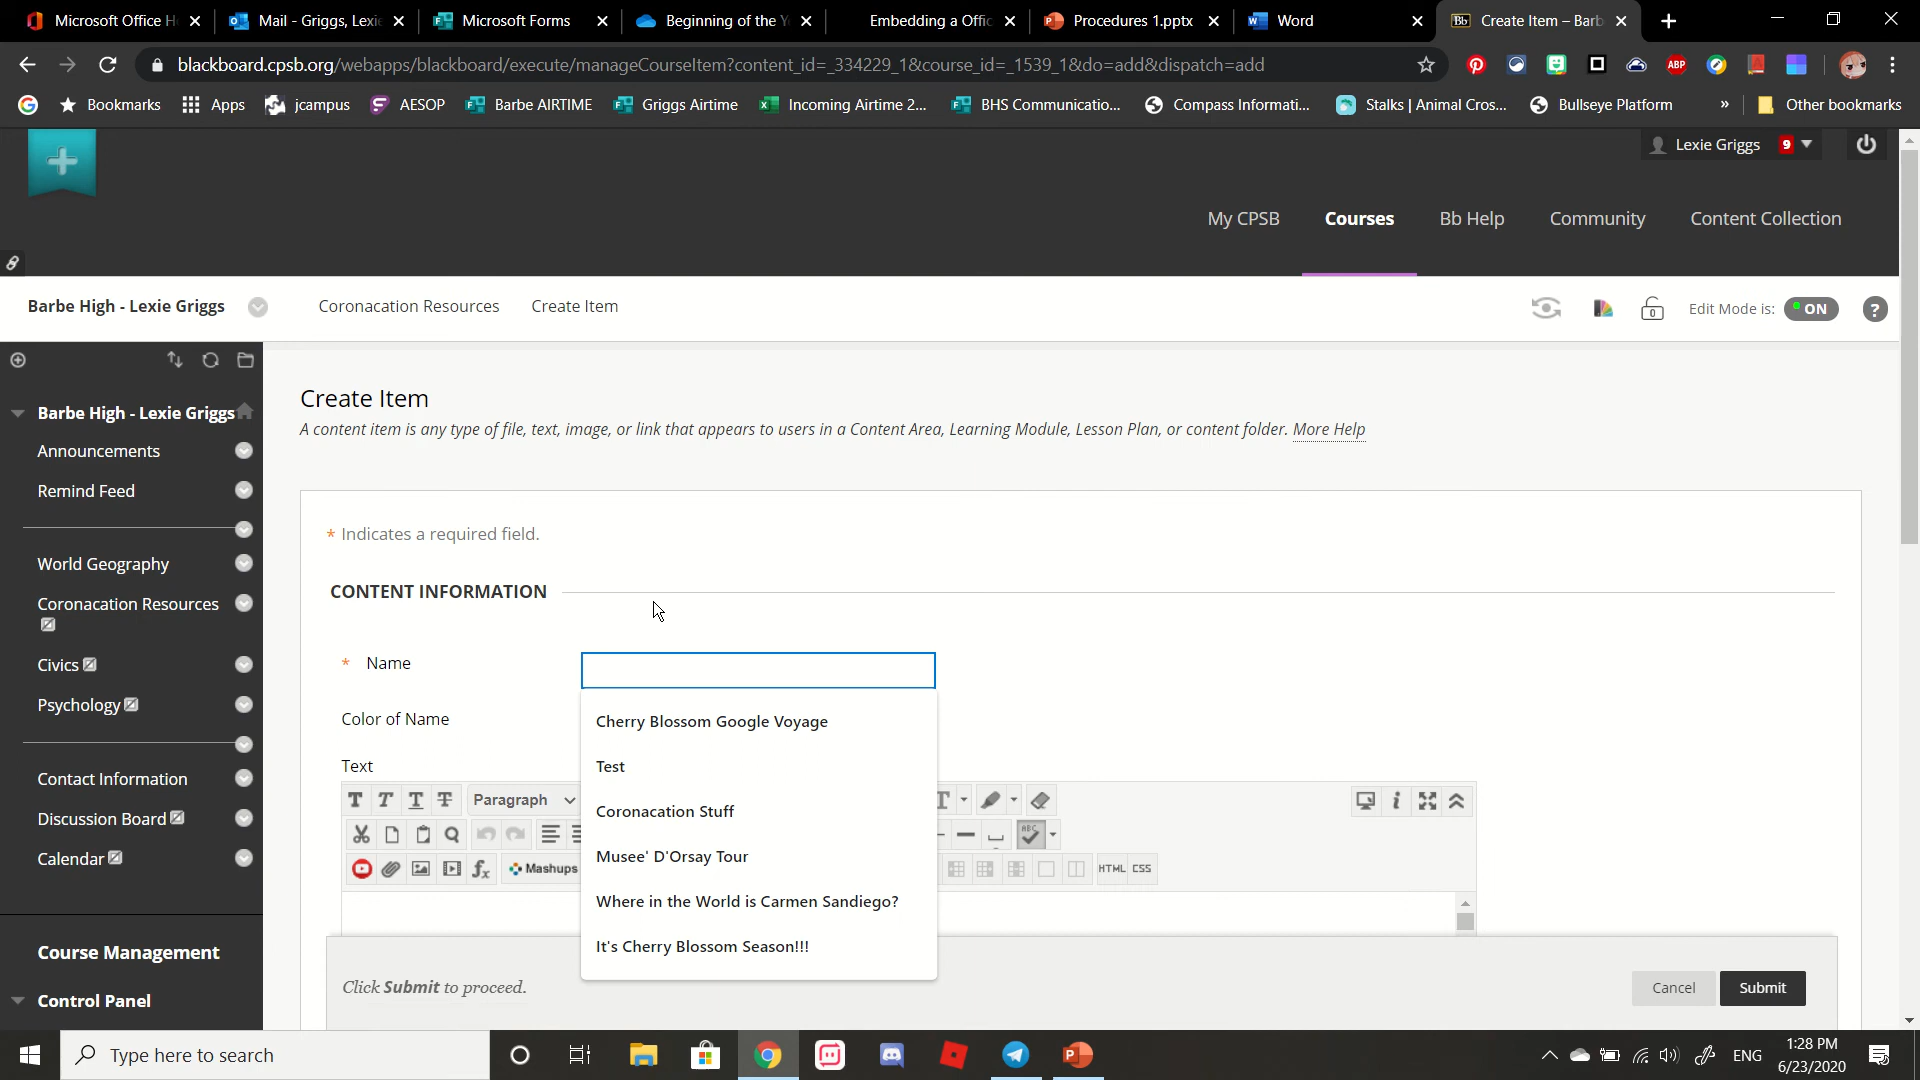 Microsoft Office H
Mail - Griggs, Lexie
Microsoft Forms
Beginning of the Y
Embedding a Offic
Procedures 1.pptx
Word
Create Item – Barb
blackboard.cpsb.org/webapps/blackboard/execute/manageCourseItem?content_id=_334229_1&course_id=_1539_1&do=add&dispatch=add
Bookmarks
Apps
jcampus
AESOP
Barbe AIRTIME
Griggs Airtime
Incoming Airtime 2...
BHS Communicatio...
Compass Informati...
Stalks | Animal Cros...
Bullseye Platform
»
Other bookmarks
Lexie Griggs 9
My CPSB
Courses
Bb Help
Community
Content Collection
Barbe High - Lexie Griggs
Coronacation Resources
Create Item
Edit Mode is: ON
?
Barbe High - Lexie Griggs
Announcements
Remind Feed
World Geography
Coronacation Resources
Civics
Psychology
Contact Information
Discussion Board
Calendar
Course Management
Control Panel
Create Item
A content item is any type of file, text, image, or link that appears to users in a Content Area, Learning Module, Lesson Plan, or content folder. More Help
* Indicates a required field.
CONTENT INFORMATION
* Name
Cherry Blossom Google Voyage
Test
Coronacation Stuff
Musee' D'Orsay Tour
Where in the World is Carmen Sandiego?
It's Cherry Blossom Season!!!
Color of Name
Text
T T T T Paragraph
ABC
Mashups
HTML CSS
Click Submit to proceed.
Cancel
Submit
Type here to search
ENG
1:28 PM
6/23/2020